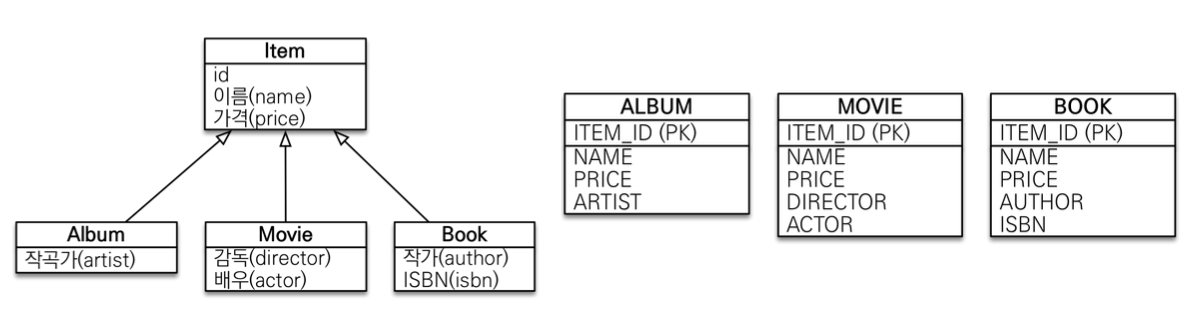 Item
id
이름(name)
가격(price)
Album
작곡가(artist)
Movie
감독(director)
배우(actor)
Book
작가(author)
ISBN(isbn)
ALBUM
ITEM_ID (PK)
NAME
PRICE
ARTIST
MOVIE
ITEM_ID (PK)
NAME
PRICE
DIRECTOR
ACTOR
BOOK
ITEM_ID (PK)
NAME
PRICE
AUTHOR
ISBN